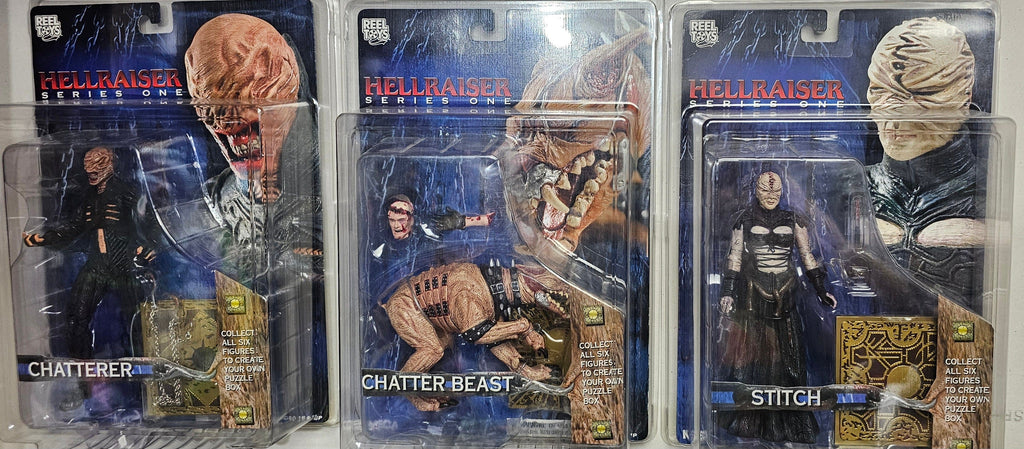 REEL
TOYS
HELLRAISER
SERIES ONE
CHATTERER
COLLECT
ALL SIX
FIGURES
TO CREATE
YOUR OWN
PUZZLE
BOX
REEL
TOYS
HELLRAISER
SERIES ONE
CHATTER BEAST
COLLECT
ALL SIX
FIGURES
TO CREATE
YOUR OWN
PUZZLE
BOX
REEL
TOYS
HELLRAISER
SERIES ONE
STITCH
COLLECT
ALL SIX
FIGURES
TO CREATE
YOUR OWN
PUZZLE
BOX